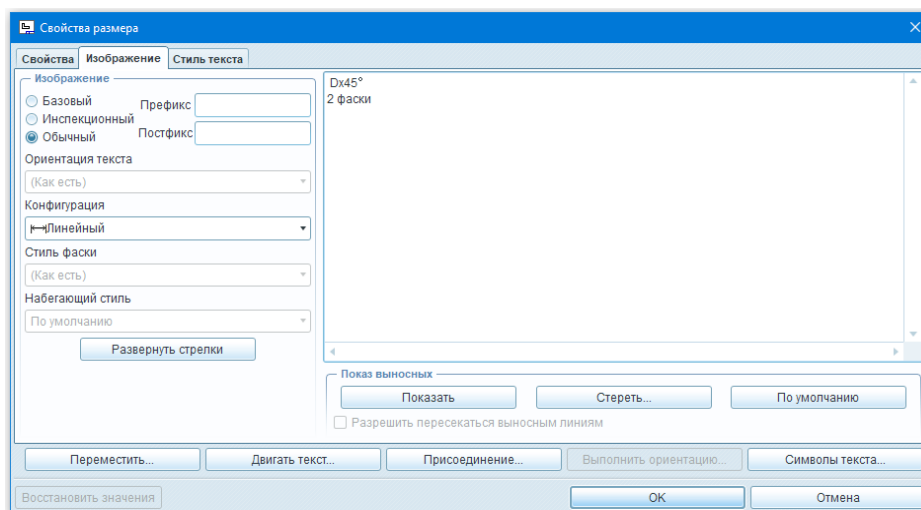 Свойства размера
Свойства Изображение Стиль текста
Изображение
Базовый
Инспекционный
Обычный
Префикс
Постфикс
Ориентация текста
(Как есть)
Конфигурация
Линейный
Стиль фаски
(Как есть)
Набегающий стиль
По умолчанию
Развернуть стрелки
Dx45°
2 фаски
Показ выносных
Показать Стереть... По умолчанию
Разрешить пересекаться выносным линиям
Переместить... Двигать текст... Присоединение... Выполнить ориентацию... Символы текста...
Восстановить значения OK Отмена